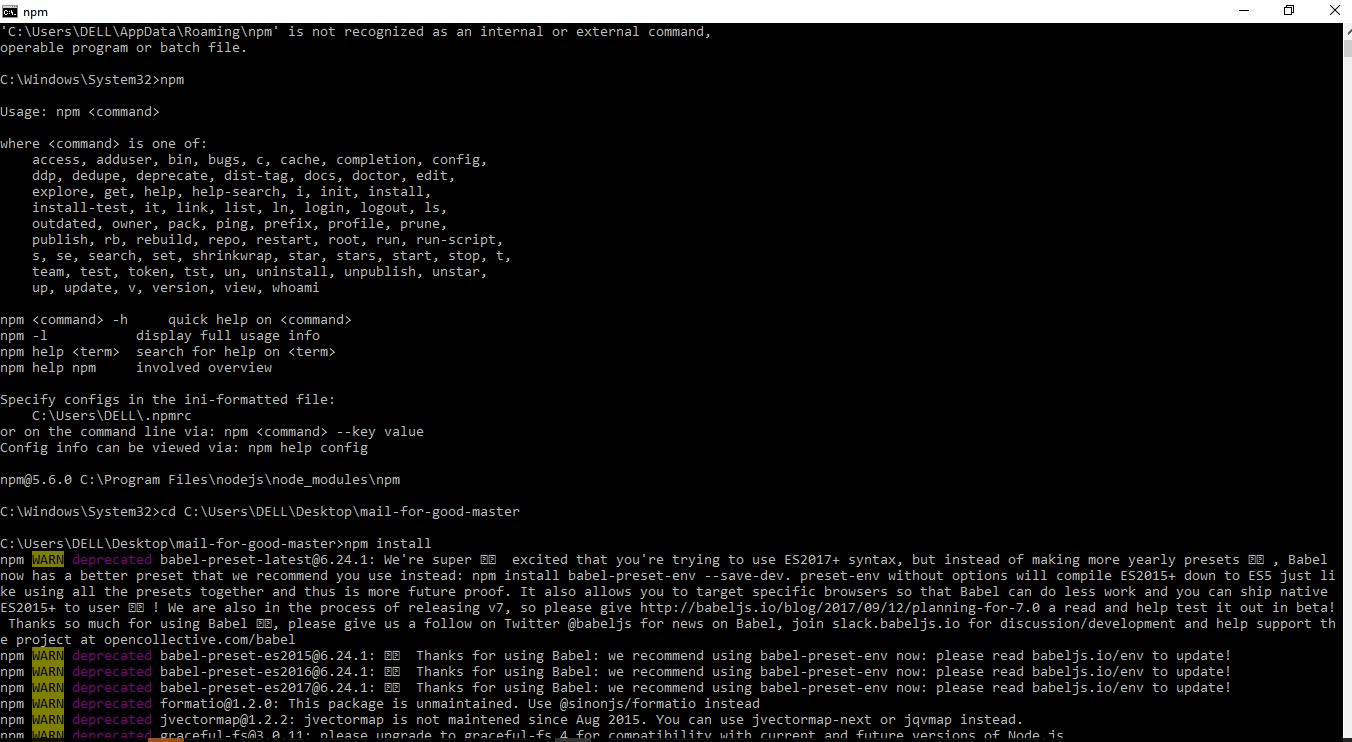 npm
'C:\Users\DELL\AppData\Roaming\npm' is not recognized as an internal or external command,
operable program or batch file.
C:\Windows\System32>npm
Usage: npm <command>
where <command> is one of:
access, adduser, bin, bugs, c, cache, completion, config,
ddp, dedupe, deprecate, dist-tag, docs, doctor, edit,
explore, get, help, help-search, i, init, install,
install-test, it, link, list, ln, login, logout, ls,
outdated, owner, pack, ping, prefix, profile, prune,
publish, rb, rebuild, repo, restart, root, run, run-script,
s, se, search, set, shrinkwrap, star, stars, start, stop, t,
team, test, token, tst, un, uninstall, unpublish, unstar,
up, update, v, version, view, whoami
npm <command> -h     quick help on <command>
npm -l           display full usage info
npm help <term>  search for help on <term>
npm help npm     involved overview
Specify configs in the ini-formatted file:
C:\Users\DELL\.npmrc
or on the command line via: npm <command> --key value
Config info can be viewed via: npm help config
npm@5.6.0 C:\Program Files\nodejs\node_modules\npm
C:\Windows\System32>cd C:\Users\DELL\Desktop\mail-for-good-master
C:\Users\DELL\Desktop\mail-for-good-master>npm install
npm WARN deprecated babel-preset-latest@6.24.1: We're super excited that you're trying to use ES2017+ syntax, but instead of making more yearly presets , Babel
now has a better preset that we recommend you use instead: npm install babel-preset-env --save-dev. preset-env without options will compile ES2015+ down to ES5 just li
ke using all the presets together and thus is more future proof. It also allows you to target specific browsers so that Babel can do less work and you can ship native
ES2015+ to user ! We are also in the process of releasing v7, so please give http://babeljs.io/blog/2017/09/12/planning-for-7.0 a read and help test it out in beta!
Thanks so much for using Babel , please give us a follow on Twitter @babeljs for news on Babel, join slack.babeljs.io for discussion/development and help support th
e project at opencollective.com/babel
npm WARN deprecated babel-preset-es2015@6.24.1: Thanks for using Babel: we recommend using babel-preset-env now: please read babeljs.io/env to update!
npm WARN deprecated babel-preset-es2016@6.24.1: Thanks for using Babel: we recommend using babel-preset-env now: please read babeljs.io/env to update!
npm WARN deprecated babel-preset-es2017@6.24.1: Thanks for using Babel: we recommend using babel-preset-env now: please read babeljs.io/env to update!
npm WARN deprecated formatio@1.2.0: This package is unmaintained. Use @sinonjs/formatio instead
npm WARN deprecated jvectormap@1.2.2: jvectormap is not maintened since Aug 2015. You can use jvectormap-next or jqvmap instead.
npm WARN deprecated graceful-fs@3.0.11: please upgrade to graceful-fs 4 for compatibility with current and future versions of Node.js